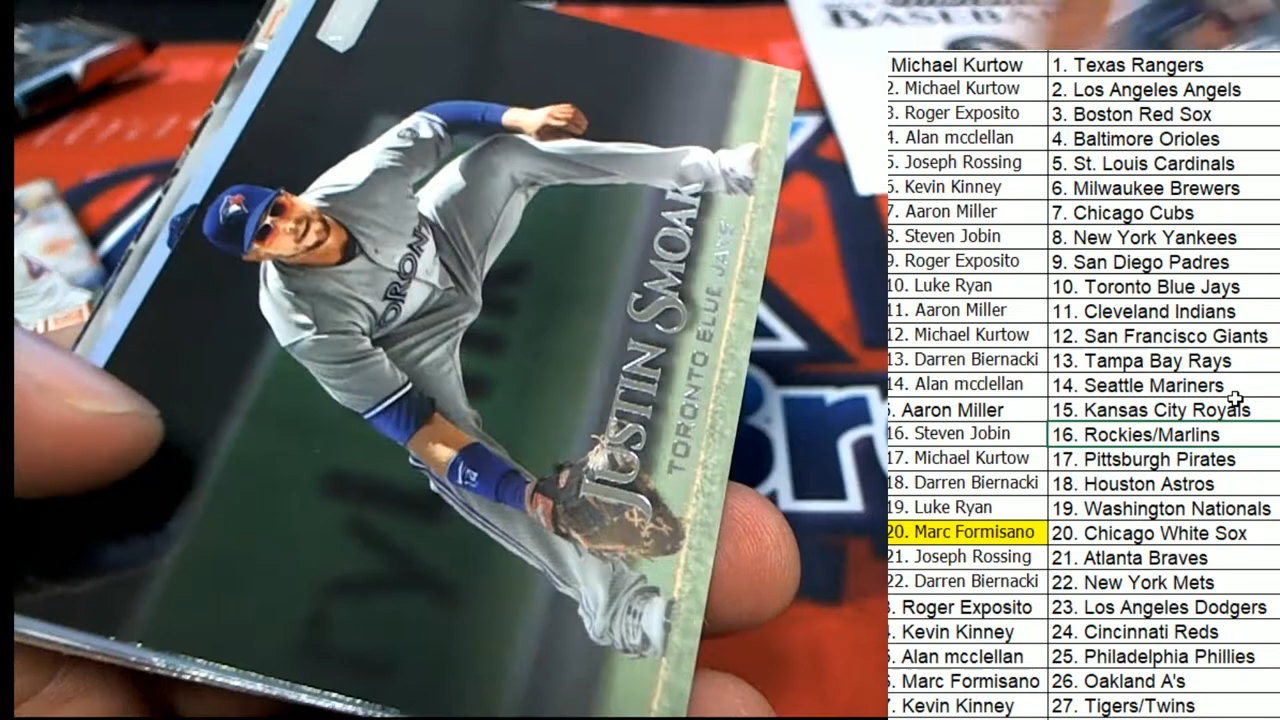 BASEBAL
JUSTIN SMOAK
TORONTO BLUE JAYS
Michael Kurtow 1. Texas Rangers
2. Michael Kurtow 2. Los Angeles Angels
3. Roger Exposito 3. Boston Red Sox
4. Alan mcclellan 4. Baltimore Orioles
5. Joseph Rossing 5. St. Louis Cardinals
6. Kevin Kinney 6. Milwaukee Brewers
7. Aaron Miller 7. Chicago Cubs
8. Steven Jobin 8. New York Yankees
9. Roger Exposito 9. San Diego Padres
10. Luke Ryan 10. Toronto Blue Jays
11. Aaron Miller 11. Cleveland Indians
12. Michael Kurtow 12. San Francisco Giants
13. Darren Biernacki 13. Tampa Bay Rays
14. Alan mcclellan 14. Seattle Mariners
. Aaron Miller 15. Kansas City Royals
16. Steven Jobin 16. Rockies/Marlins
17. Michael Kurtow 17. Pittsburgh Pirates
18. Darren Biernacki 18. Houston Astros
19. Luke Ryan 19. Washington Nationals
20. Marc Formisano 20. Chicago White Sox
21. Joseph Rossing 21. Atlanta Braves
22. Darren Biernacki 22. New York Mets
. Roger Exposito 23. Los Angeles Dodgers
. Kevin Kinney 24. Cincinnati Reds
. Alan mcclellan 25. Philadelphia Phillies
. Marc Formisano 26. Oakland A's
. Kevin Kinney 27. Tigers/Twins